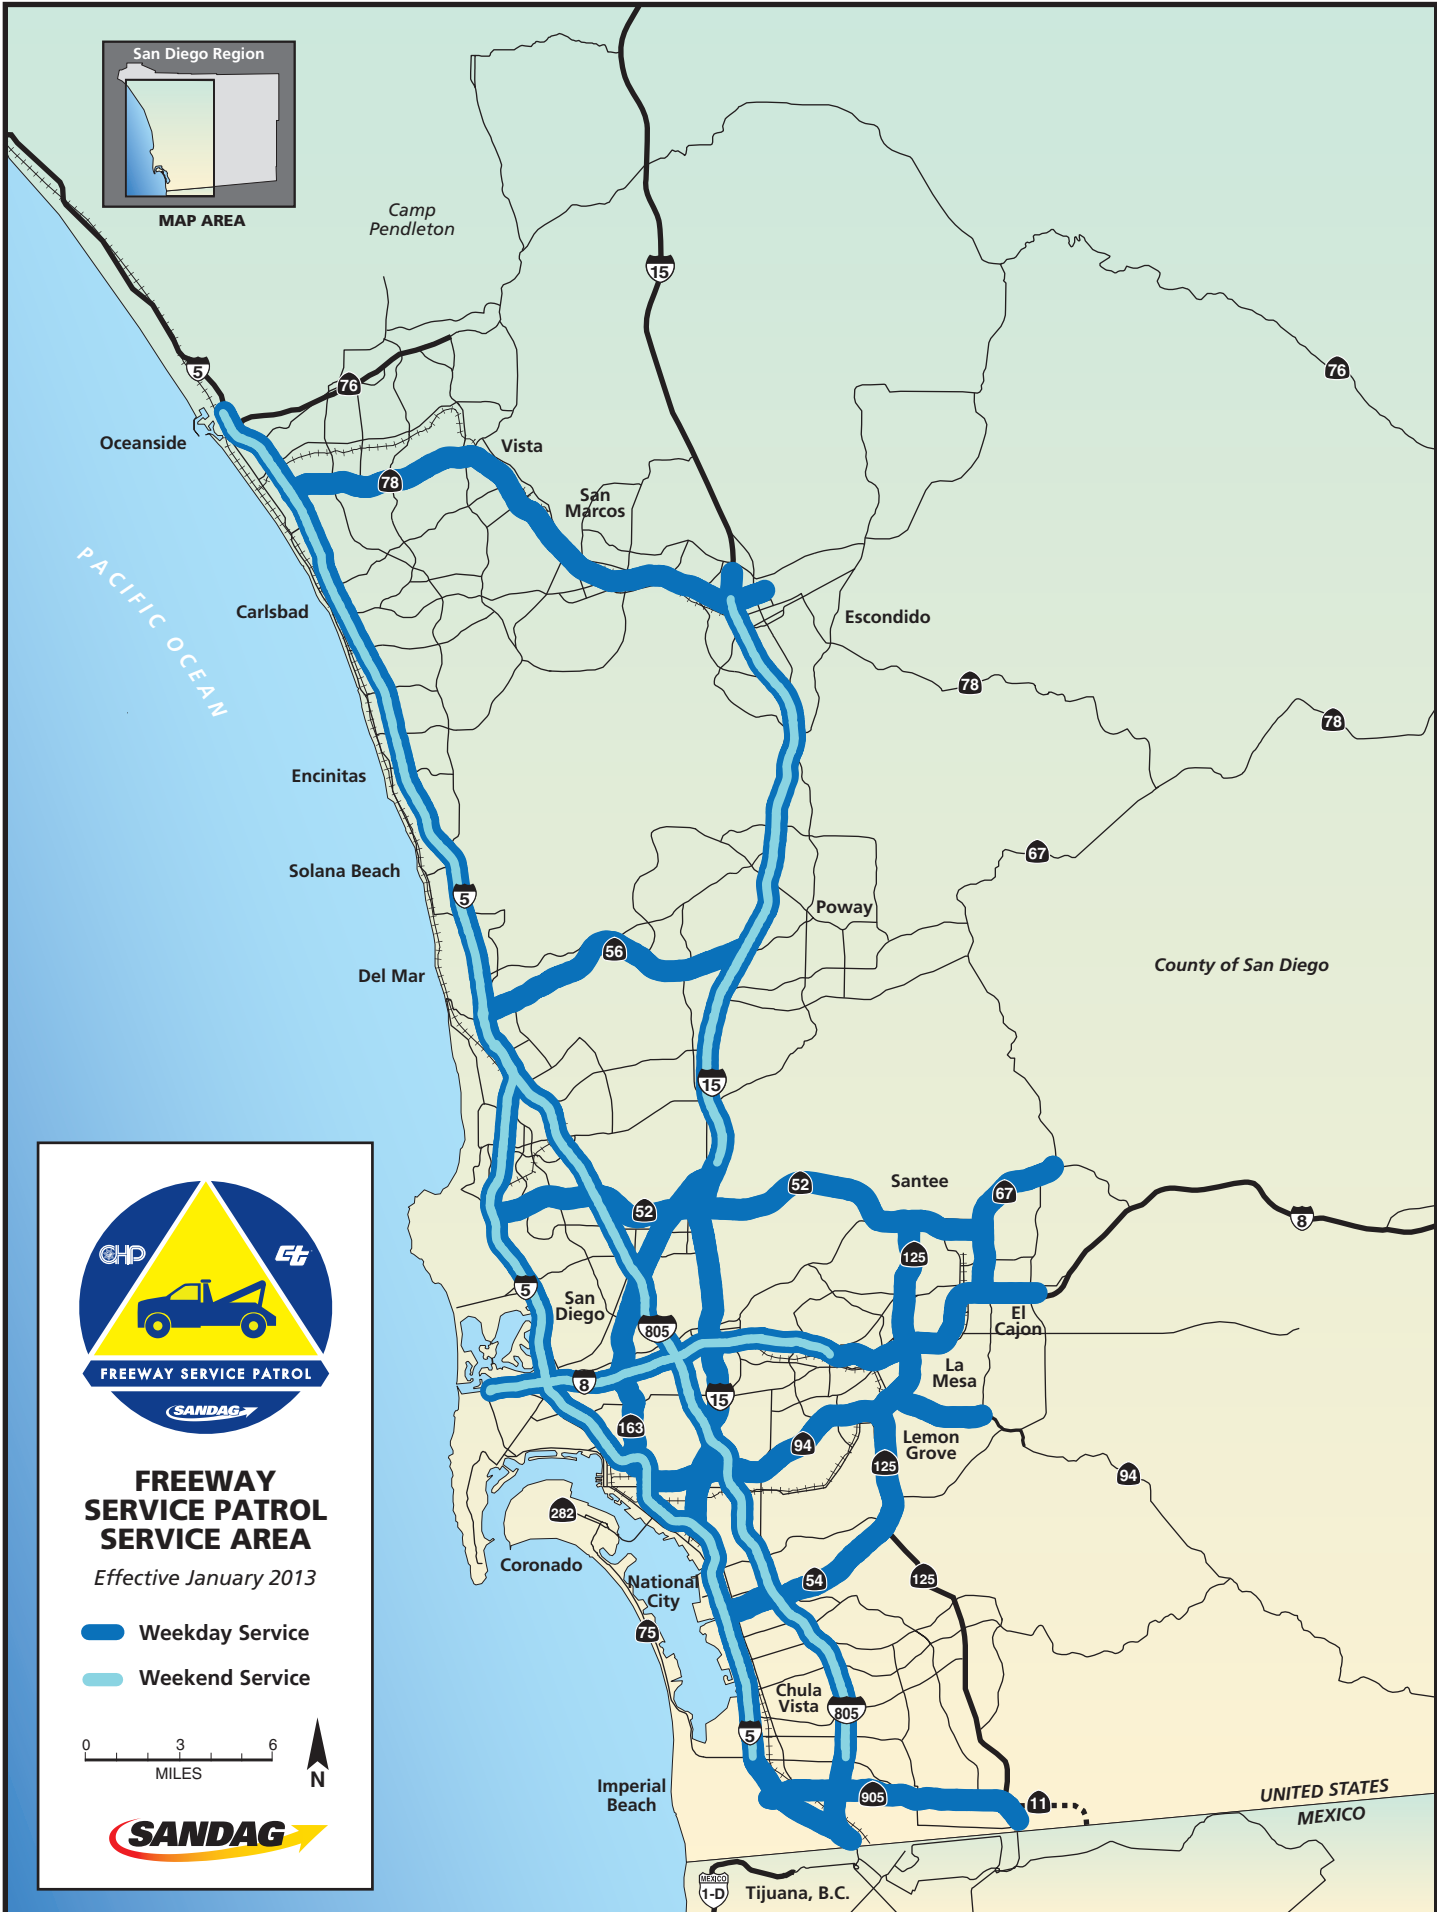 San Diego Region
MAP AREA
Camp
Pendleton
15
5
76
76
Oceanside
Vista
78
San
Marcos
PACIFIC OCEAN
Carlsbad
Escondido
78
78
Encinitas
67
Solana Beach
5
Poway
56
Del Mar
County of San Diego
15
Santee
52
67
52
8
125
5
San
Diego
805
El
Cajon
La
Mesa
8
15
163
94
Lemon
Grove
125
94
282
Coronado
National
City
54
125
75
Chula
Vista
805
5
Imperial
Beach
905
11
UNITED STATES
MEXICO
MEXICO
1-D
Tijuana, B.C.
CHP
ct
FREEWAY SERVICE PATROL
SANDAG
FREEWAY
SERVICE PATROL
SERVICE AREA
Effective January 2013
Weekday Service
Weekend Service
0 3 6
MILES
N
SANDAG